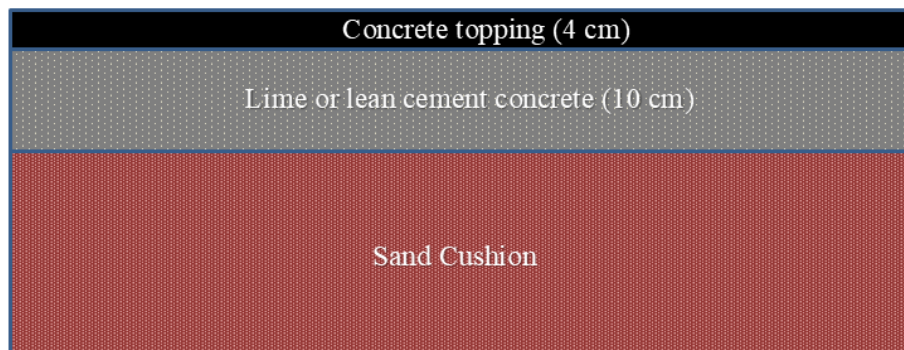 Concrete topping (4 cm)
Lime or lean cement concrete (10 cm)
Sand Cushion